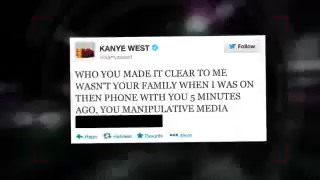 KANYE WEST
@kanyewest
Follow
WHO YOU MADE IT CLEAR TO ME
WASN'T YOUR FAMILY WHEN I WAS ON
THEN PHONE WITH YOU 5 MINUTES
AGO, YOU MANIPULATIVE MEDIA
Reply Retweeted Favorite More